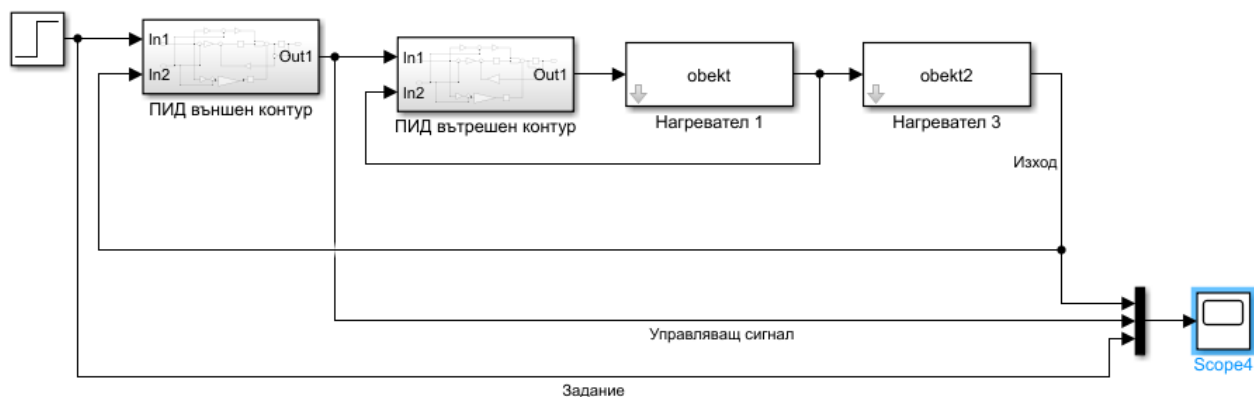 In1
In2
Out1
ПИД външен контур
In1
In2
Out1
ПИД вътрешен контур
obekt
Нагревател 1
obekt2
Нагревател 3
Изход
Управляващ сигнал
Задание
Scope4